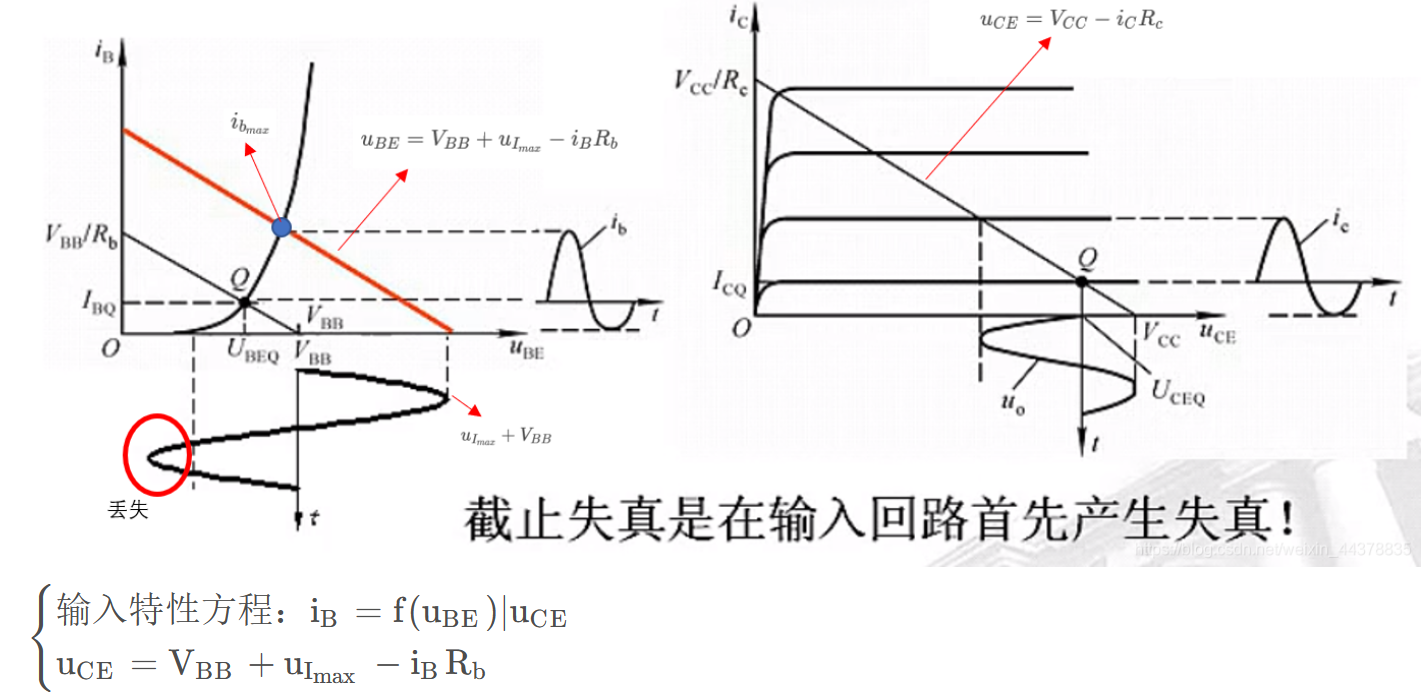 i_B
i_{b_{max}}
u_{BE} = V_{BB} + u_{I_{max}} − i_B R_b
V_{BB}/R_b
i_b
Q
I_{BQ}
V_{BB}
t
O
U_{BEQ}
V_{BB}
u_{BE}
u_{I_{max}} + V_{BB}
丢失
t
i_C
u_{CE} = V_{CC} − i_C R_c
V_{CC}/R_c
i_c
Q
I_{CQ}
t
O
V_{CC}
u_{CE}
u_o
U_{CEQ}
t
截止失真是在输入回路首先产生失真!
https://blog.csdn.net/weixin_44378835
输入特性方程：i_B = f(u_{BE})|u_{CE}
u_{CE} = V_{BB} + u_{I_{max}} − i_B R_b